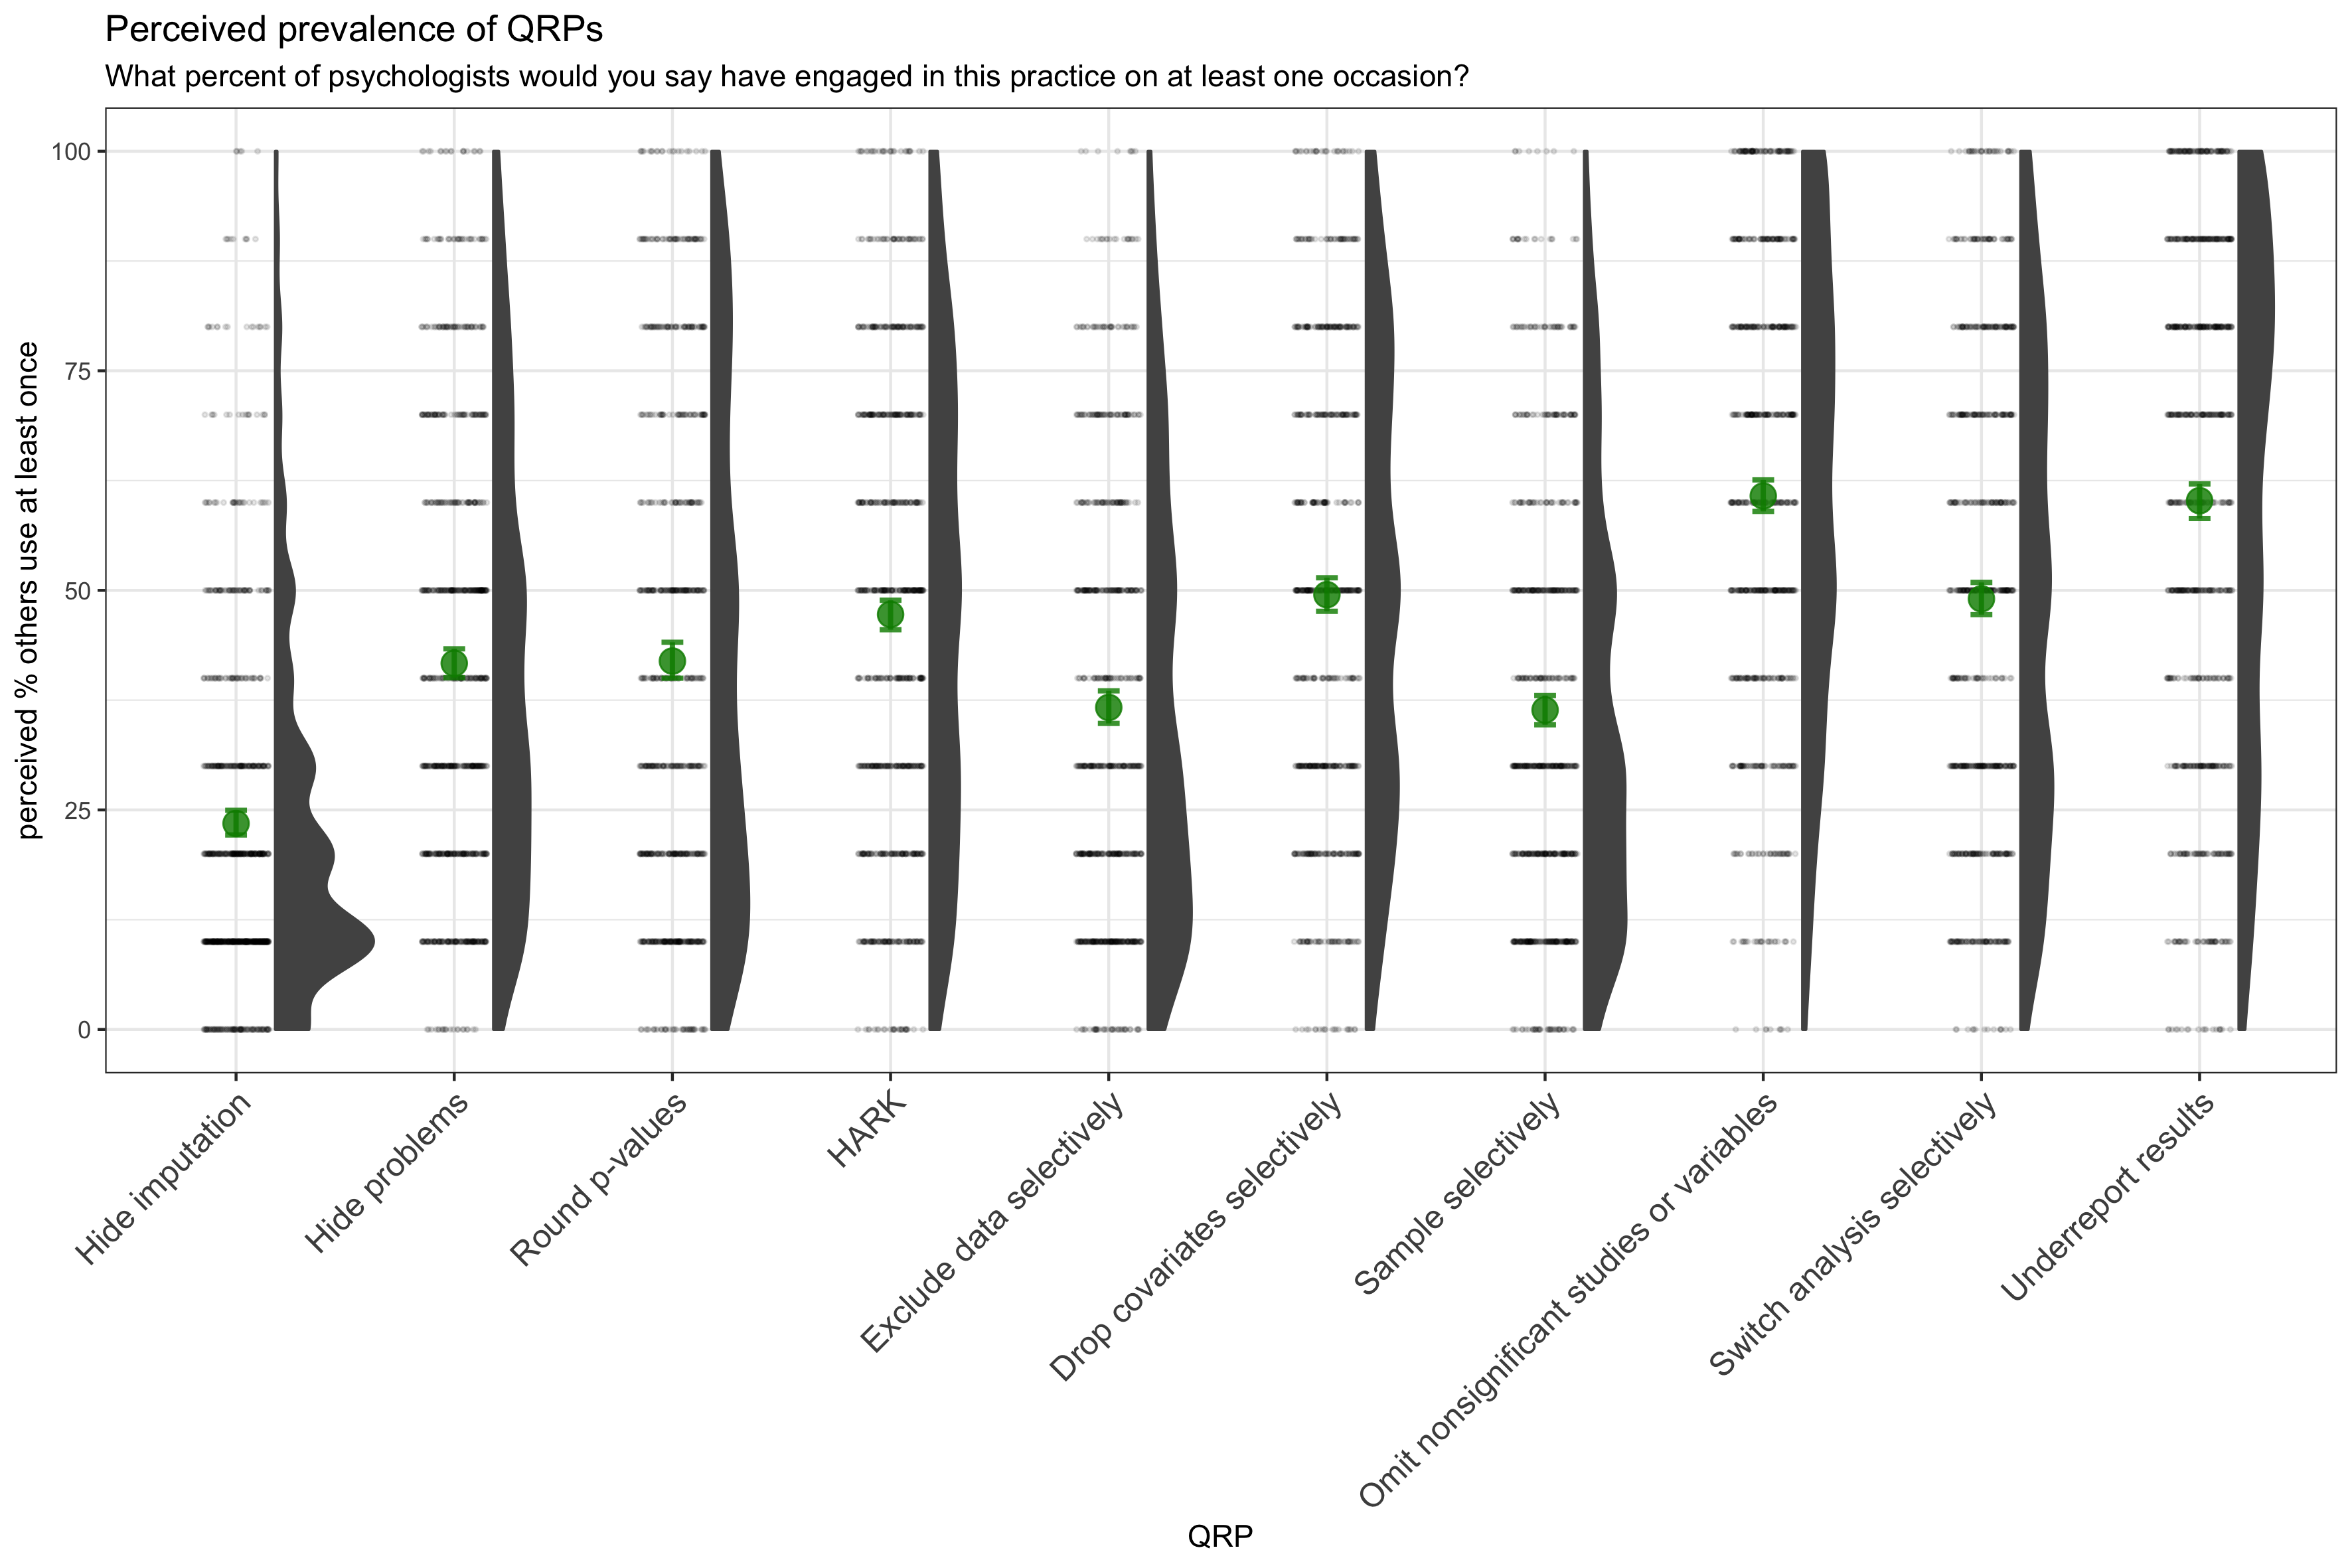 Perceived prevalence of QRPs
What percent of psychologists would you say have engaged in this practice on at least one occasion?
perceived % others use at least once
100
75
50
25
0
Hide imputation
Hide problems
Round p-values
HARK
Exclude data selectively
Drop covariates selectively
Sample selectively
Omit nonsignificant studies or variables
Switch analysis selectively
Underreport results
QRP